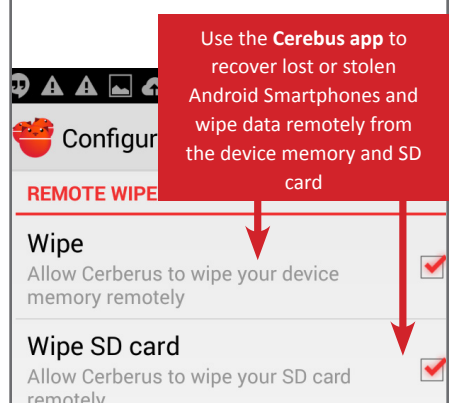 Use the Cerebus app to
recover lost or stolen
Android Smartphones and
wipe data remotely from
the device memory and SD
card
Configur
REMOTE WIPE
Wipe
Allow Cerberus to wipe your device
memory remotely
Wipe SD card
Allow Cerberus to wipe your SD card
remotely